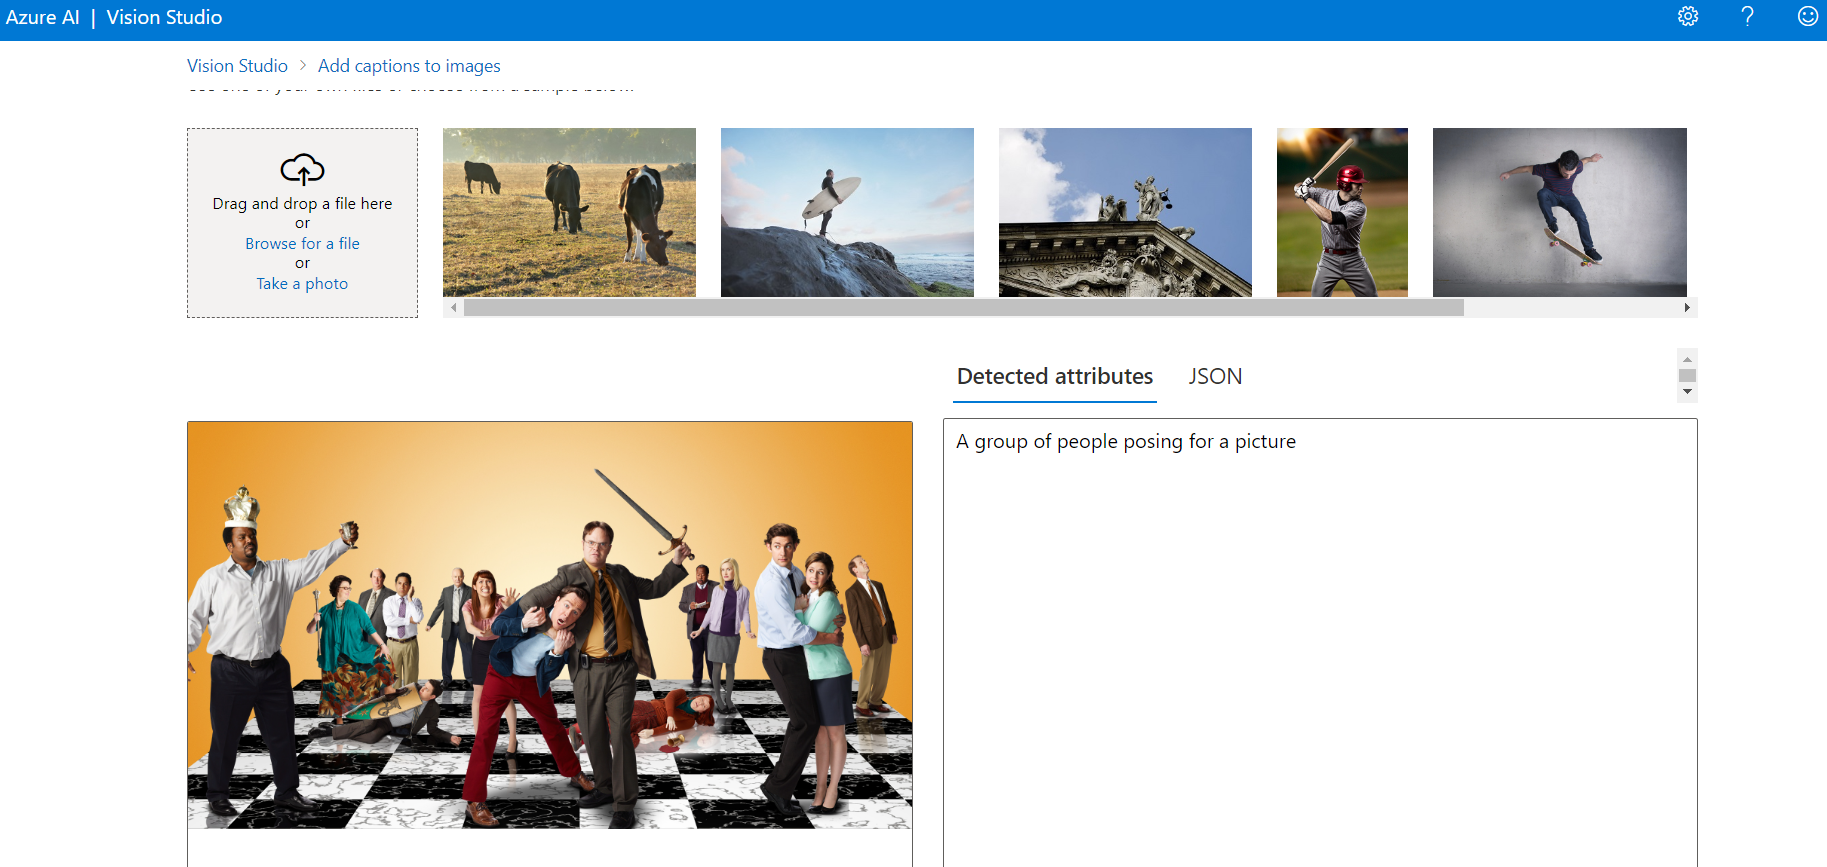 Azure AI | Vision Studio
Vision Studio > Add captions to images
Drag and drop a file here
or
Browse for a file
or
Take a photo
Detected attributes
JSON
A group of people posing for a picture